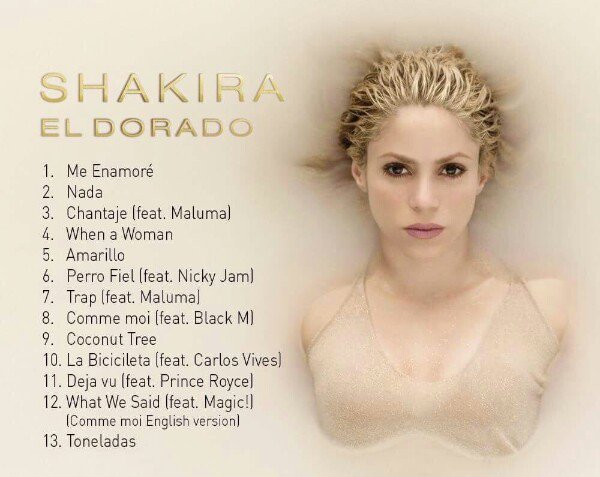 SHAKIRA
EL DORADO
1. Me Enamoré
2. Nada
3. Chantaje (feat. Maluma)
4. When a Woman
5. Amarillo
6. Perro Fiel (feat. Nicky Jam)
7. Trap (feat. Maluma)
8. Comme moi (feat. Black M)
9. Coconut Tree
10. La Bicicileta (feat. Carlos Vives)
11. Deja vu (feat. Prince Royce)
12. What We Said (feat. Magic!)
(Comme moi English version)
13. Toneladas